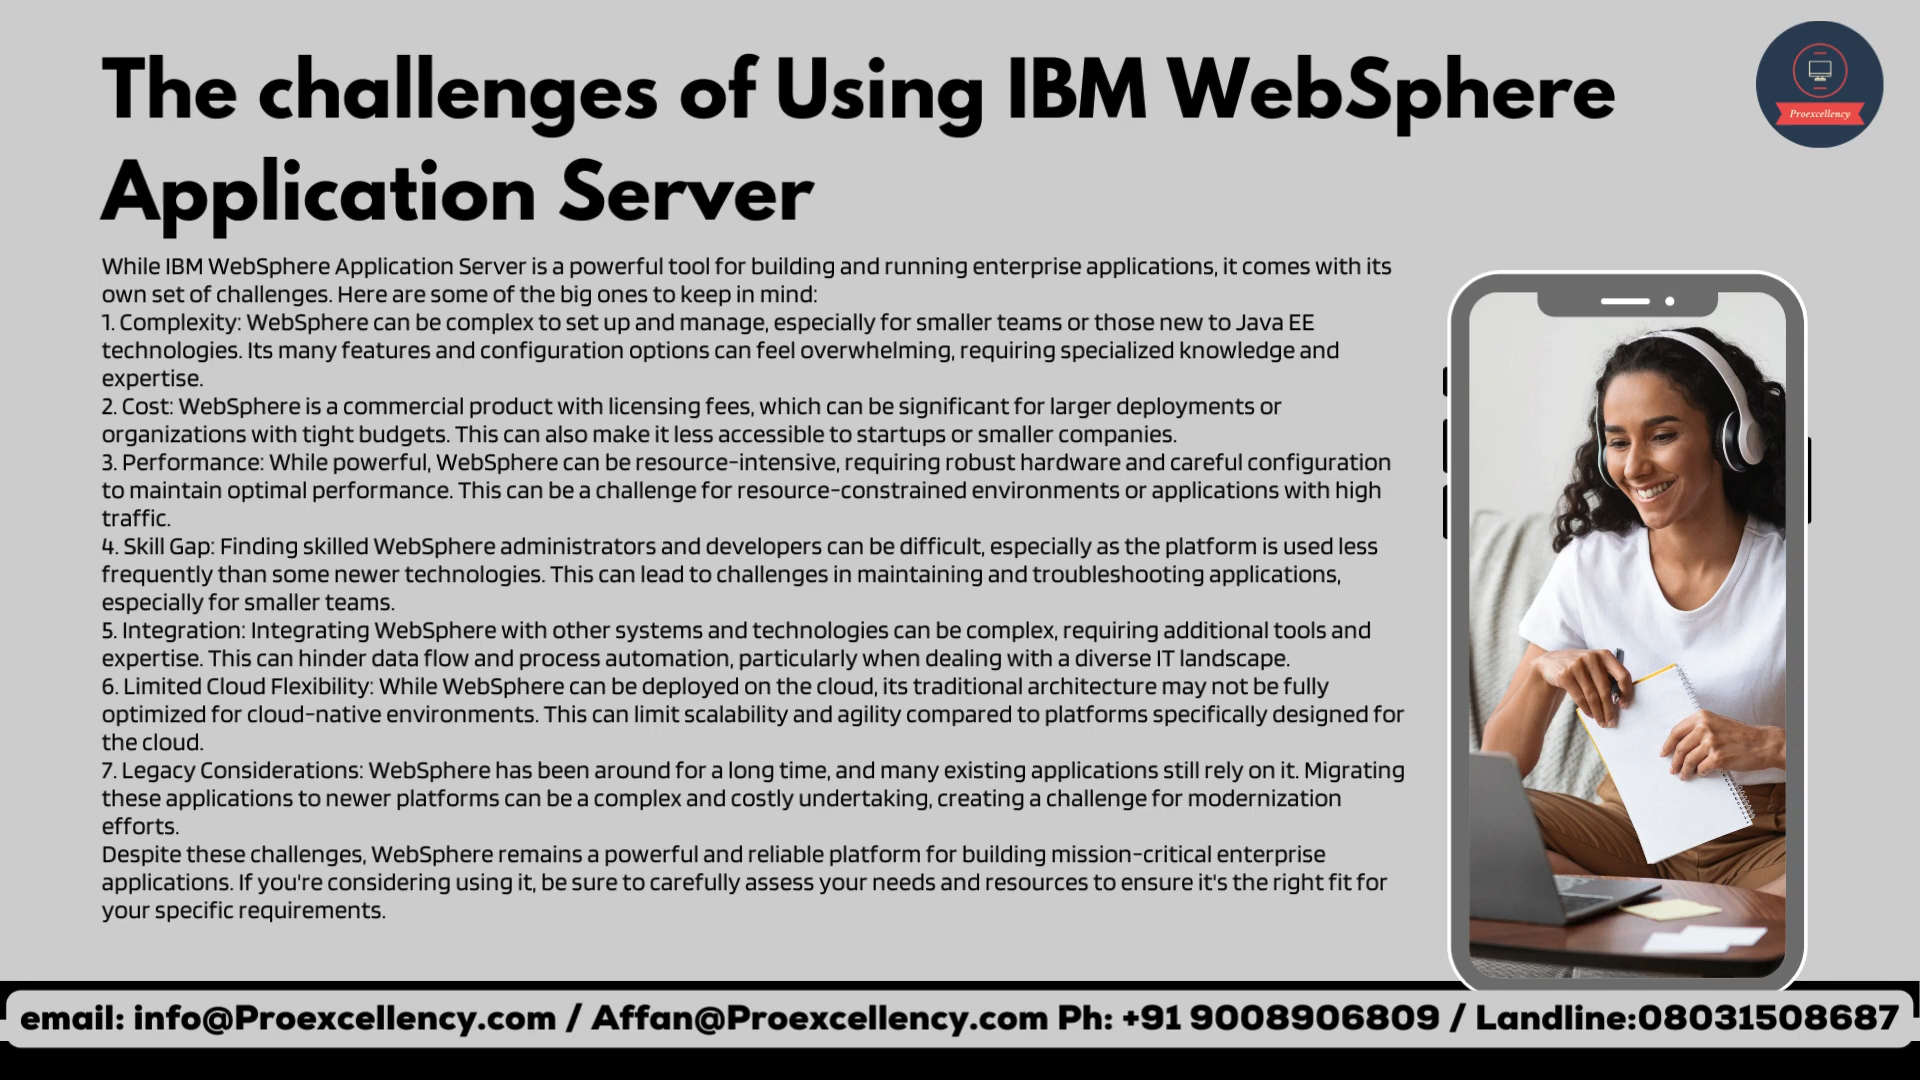 The challenges of Using IBM WebSphere
Application Server
Proexcellency
While IBM WebSphere Application Server is a powerful tool for building and running enterprise applications, it comes with its
own set of challenges. Here are some of the big ones to keep in mind:
1. Complexity: WebSphere can be complex to set up and manage, especially for smaller teams or those new to Java EE
technologies. Its many features and configuration options can feel overwhelming, requiring specialized knowledge and
expertise.
2. Cost: WebSphere is a commercial product with licensing fees, which can be significant for larger deployments or
organizations with tight budgets. This can also make it less accessible to startups or smaller companies.
3. Performance: While powerful, WebSphere can be resource-intensive, requiring robust hardware and careful configuration
to maintain optimal performance. This can be a challenge for resource-constrained environments or applications with high
traffic.
4. Skill Gap: Finding skilled WebSphere administrators and developers can be difficult, especially as the platform is used less
frequently than some newer technologies. This can lead to challenges in maintaining and troubleshooting applications,
especially for smaller teams.
5. Integration: Integrating WebSphere with other systems and technologies can be complex, requiring additional tools and
expertise. This can hinder data flow and process automation, particularly when dealing with a diverse IT landscape.
6. Limited Cloud Flexibility: While WebSphere can be deployed on the cloud, its traditional architecture may not be fully
optimized for cloud-native environments. This can limit scalability and agility compared to platforms specifically designed for
the cloud.
7. Legacy Considerations: WebSphere has been around for a long time, and many existing applications still rely on it. Migrating
these applications to newer platforms can be a complex and costly undertaking, creating a challenge for modernization
efforts.
Despite these challenges, WebSphere remains a powerful and reliable platform for building mission-critical enterprise
applications. If you're considering using it, be sure to carefully assess your needs and resources to ensure it's the right fit for
your specific requirements.
email: info@Proexcellency.com / Affan@Proexcellency.com Ph: +91 9008906809 / Landline:08031508687